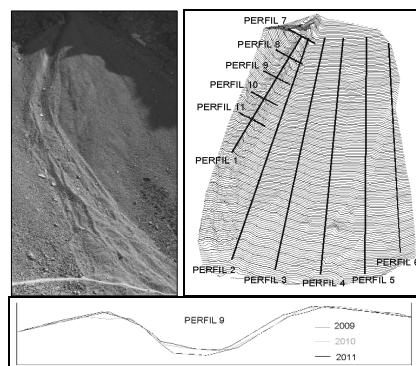 PERFIL 7
PERFIL 8
PERFIL 9
PERFIL 10
PERFIL 11
PERFIL 1
PERFIL 2
PERFIL 3
PERFIL 4
PERFIL 5
PERFIL 6
PERFIL 9
2009
2010
2011